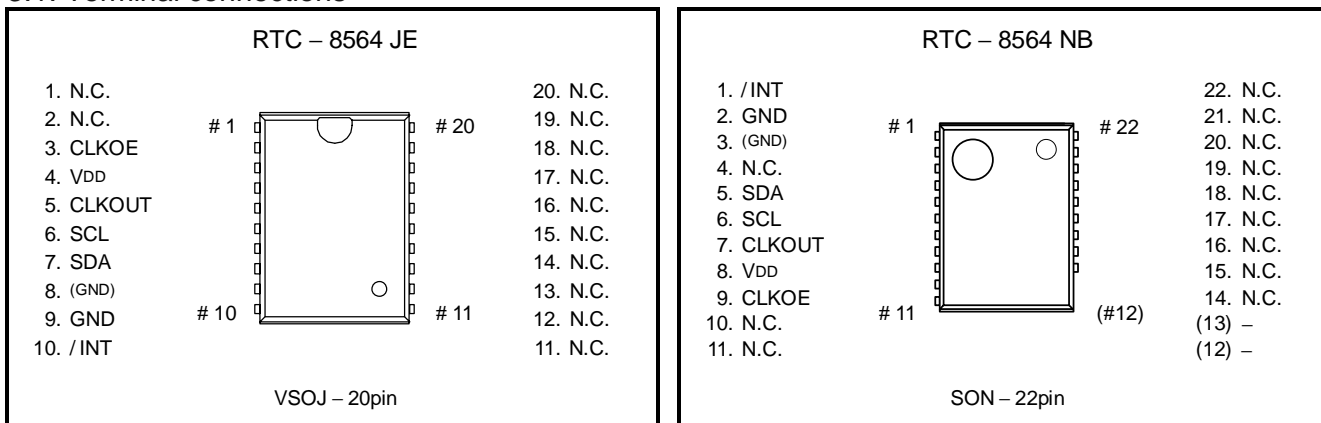 RTC – 8564 JE
1. N.C.
2. N.C.
3. CLKOE
4. VDD
5. CLKOUT
6. SCL
7. SDA
8. (GND)
9. GND
10. / INT
# 1
# 10
# 20
# 11
20. N.C.
19. N.C.
18. N.C.
17. N.C.
16. N.C.
15. N.C.
14. N.C.
13. N.C.
12. N.C.
11. N.C.
VSOJ – 20pin
RTC – 8564 NB
1. / INT
2. GND
3. (GND)
4. N.C.
5. SDA
6. SCL
7. CLKOUT
8. VDD
9. CLKOE
10. N.C.
11. N.C.
# 1
# 11
# 22
(#12)
22. N.C.
21. N.C.
20. N.C.
19. N.C.
18. N.C.
17. N.C.
16. N.C.
15. N.C.
14. N.C.
(13) –
(12) –
SON – 22pin